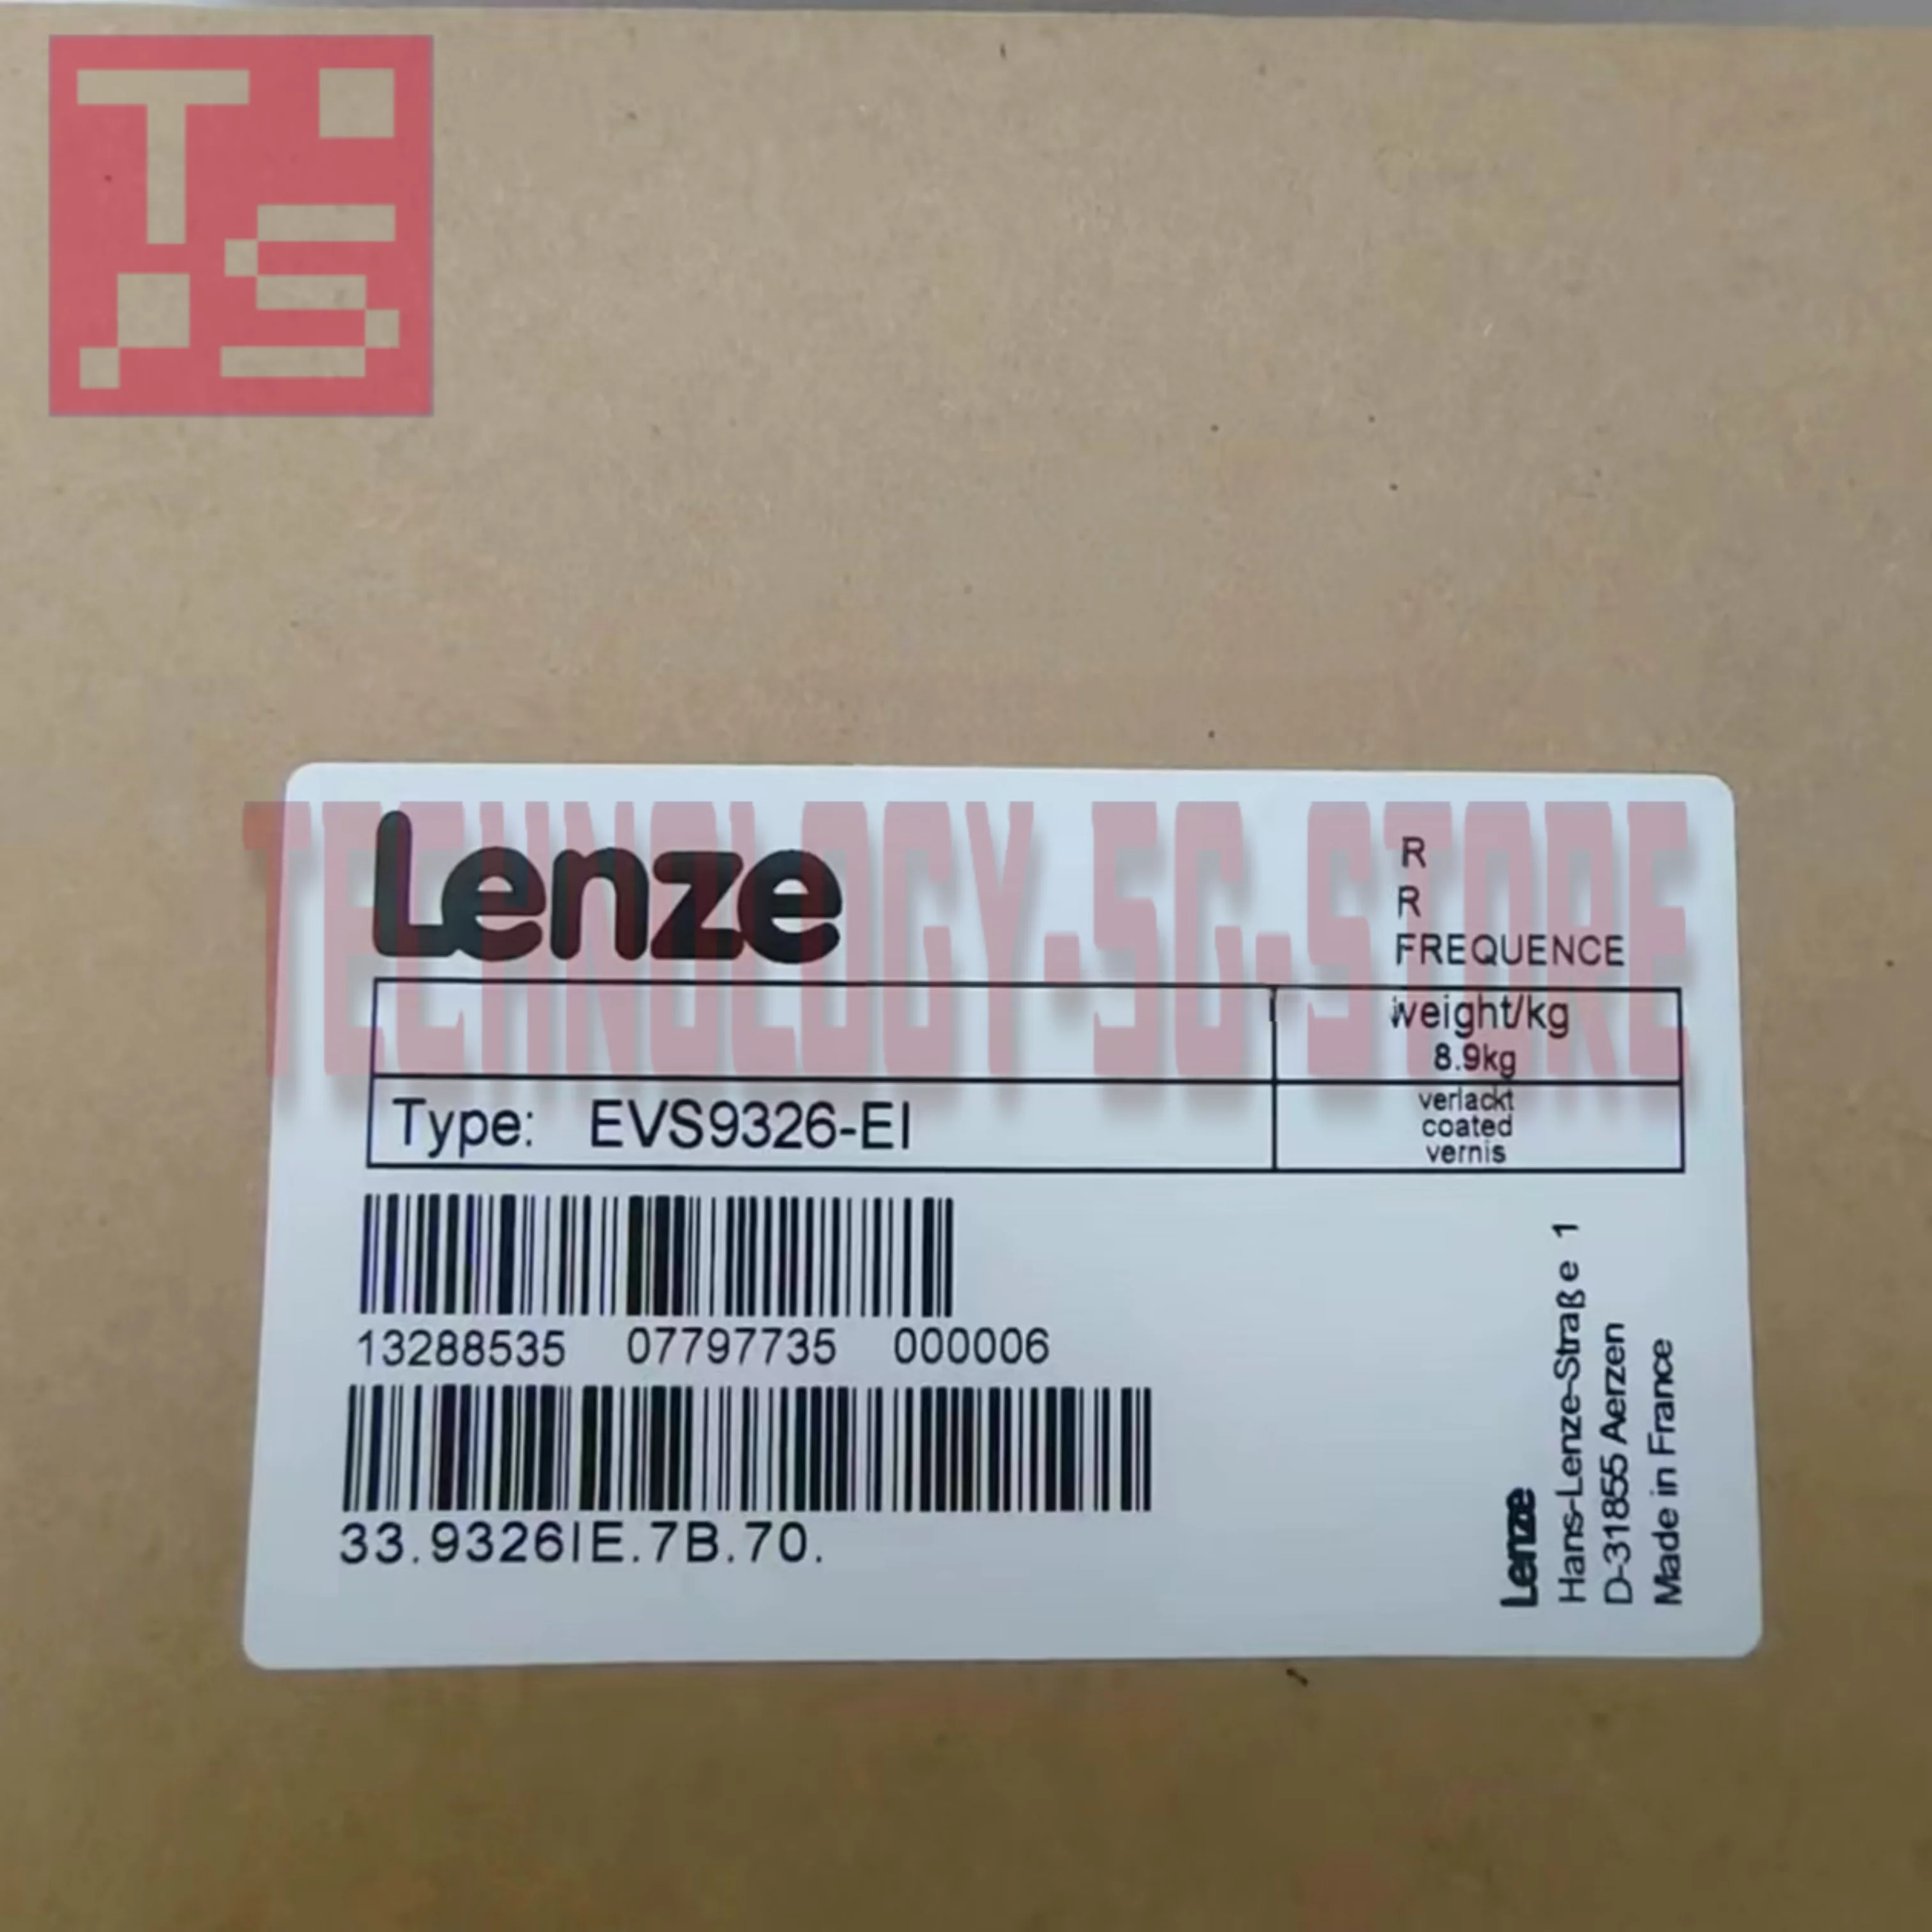 TS
TECHNOLOGY-5G-STORE
Lenze
R
R
FREQUENCE
weight/kg
8.9kg
Type: EVS9326-EI
verlackt
coated
vernis
13288535 07797735 000006
33.9326IE.7B.70.
Lenze
Hans-Lenze-Straße 1
D-31855 Aerzen
Made in France